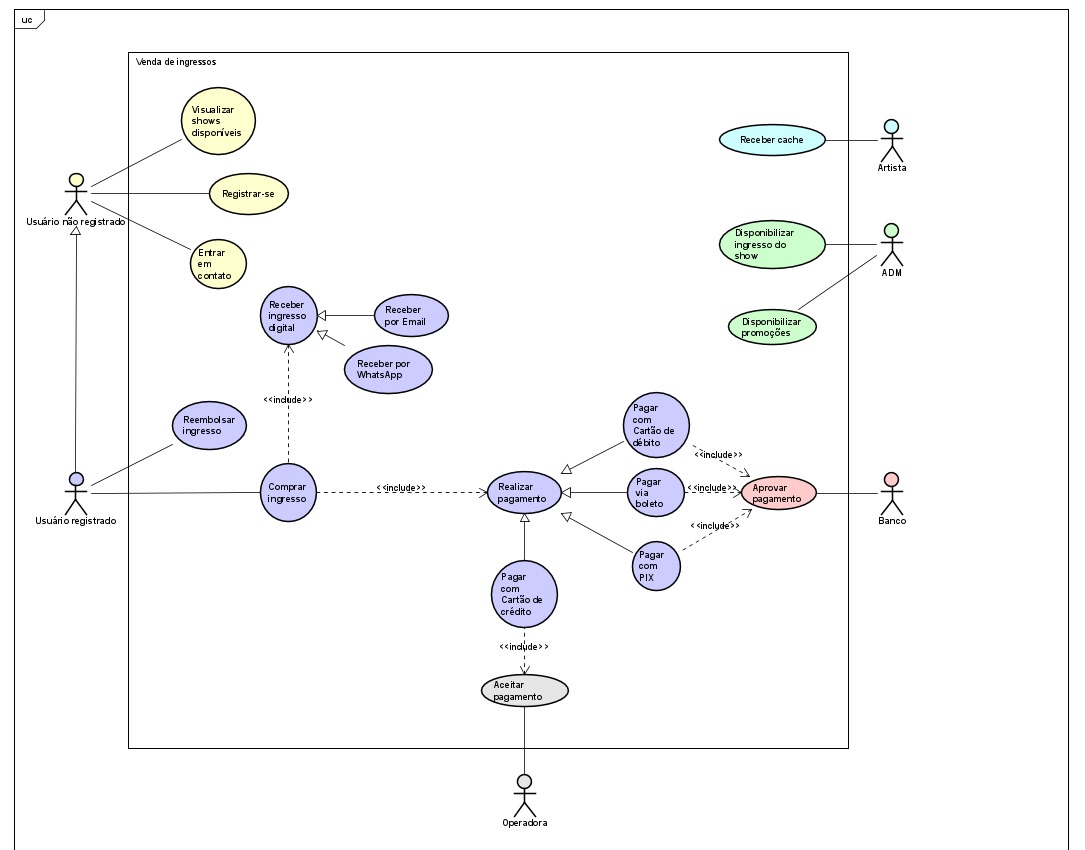 uc
Venda de ingressos
Visualizar
shows
disponíveis
Receber cache
Artista
Registrar-se
Usuário não registrado
Entrar
em
contato
Disponibilizar
ingresso do
show
ADM
Receber
ingresso
digital
Receber
por Email
Disponibilizar
promoções
Receber por
WhatsApp
<<include>>
Reembolsar
ingresso
Pagar
com
Cartão de
débito
<<include>>
Comprar
ingresso
<<include>>
Realizar
pagamento
Pagar
via
boleto
<<include>>
Aprovar
pagamento
Usuário registrado
Banco
<<include>>
Pagar
com
PIX
Pagar
com
Cartão de
crédito
<<include>>
Aceitar
pagamento
Operadora